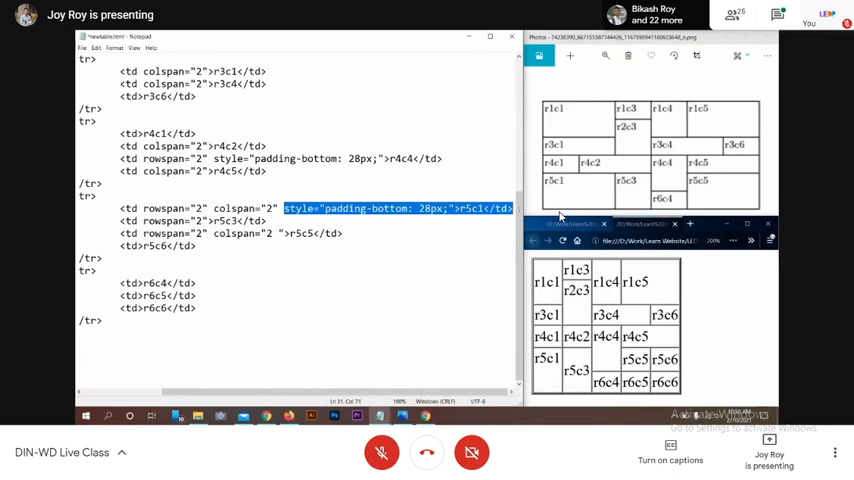 Joy Roy is presenting
Bikash Roy
and 22 more
26
You
*newtable.html - Notepad
File Edit Format View Help
tr>
<td colspan="2">r3c1</td>
<td colspan="2">r3c4</td>
<td>r3c6</td>
/tr>
tr>
<td>r4c1</td>
<td colspan="2">r4c2</td>
<td rowspan="2" style="padding-bottom: 28px;">r4c4</td>
<td colspan="2">r4c5</td>
/tr>
tr>
<td rowspan="2" colspan="2" style="padding-bottom: 28px;">r5c1</td>
<td rowspan="2">r5c3</td>
<td rowspan="2" colspan="2 ">r5c5</td>
<td>r5c6</td>
/tr>
tr>
<td>r6c4</td>
<td>r6c5</td>
<td>r6c6</td>
/tr>
Ln 31, Col 71 160% Windows (CRLF) UTF-8
r1c1 r1c3 r1c4 r1c5
r2c3
r3c1 r3c4 r3c6
r4c1 r4c2 r4c4 r4c5
r5c1 r5c3
r6c4
200%
r1c1 r1c3 r1c4 r1c5
r2c3
r3c1 r3c4 r3c6
r4c1 r4c2 r4c4 r4c5
r5c1 r5c3 r5c5 r5c6
r6c4 r6c5 r6c6
Activate Windows
Go to Settings to activate Windows.
DIN-WD Live Class
Turn on captions
Joy Roy
is presenting